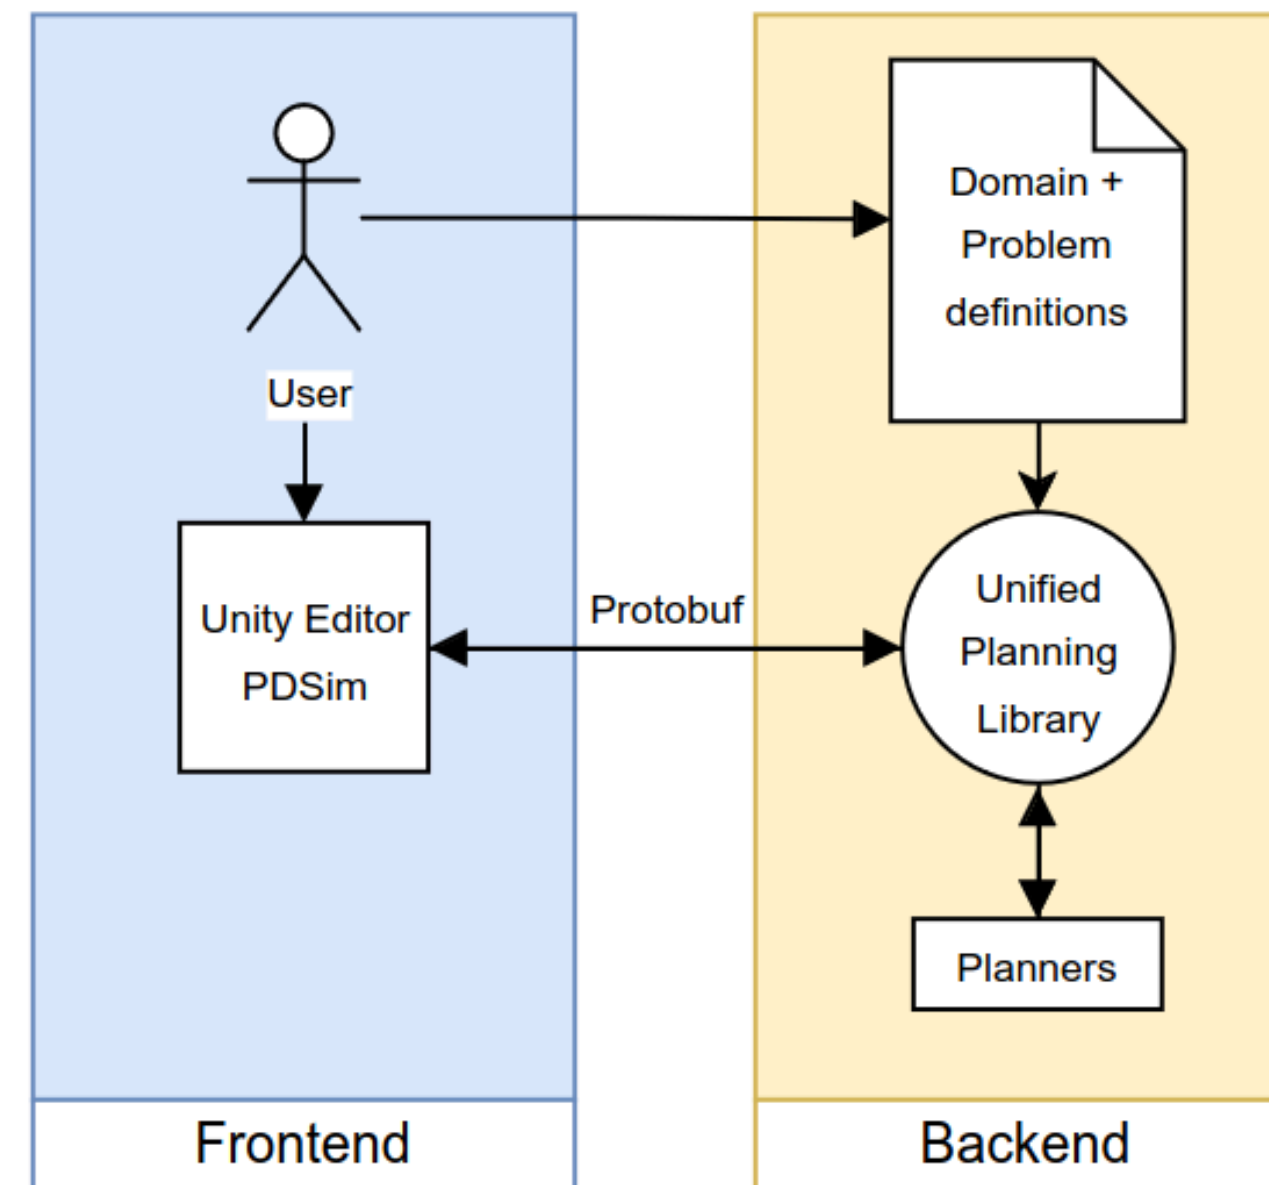 Domain +
Problem
definitions
User
Unity Editor
PDSim
Protobuf
Unified
Planning
Library
Planners
Frontend
Backend